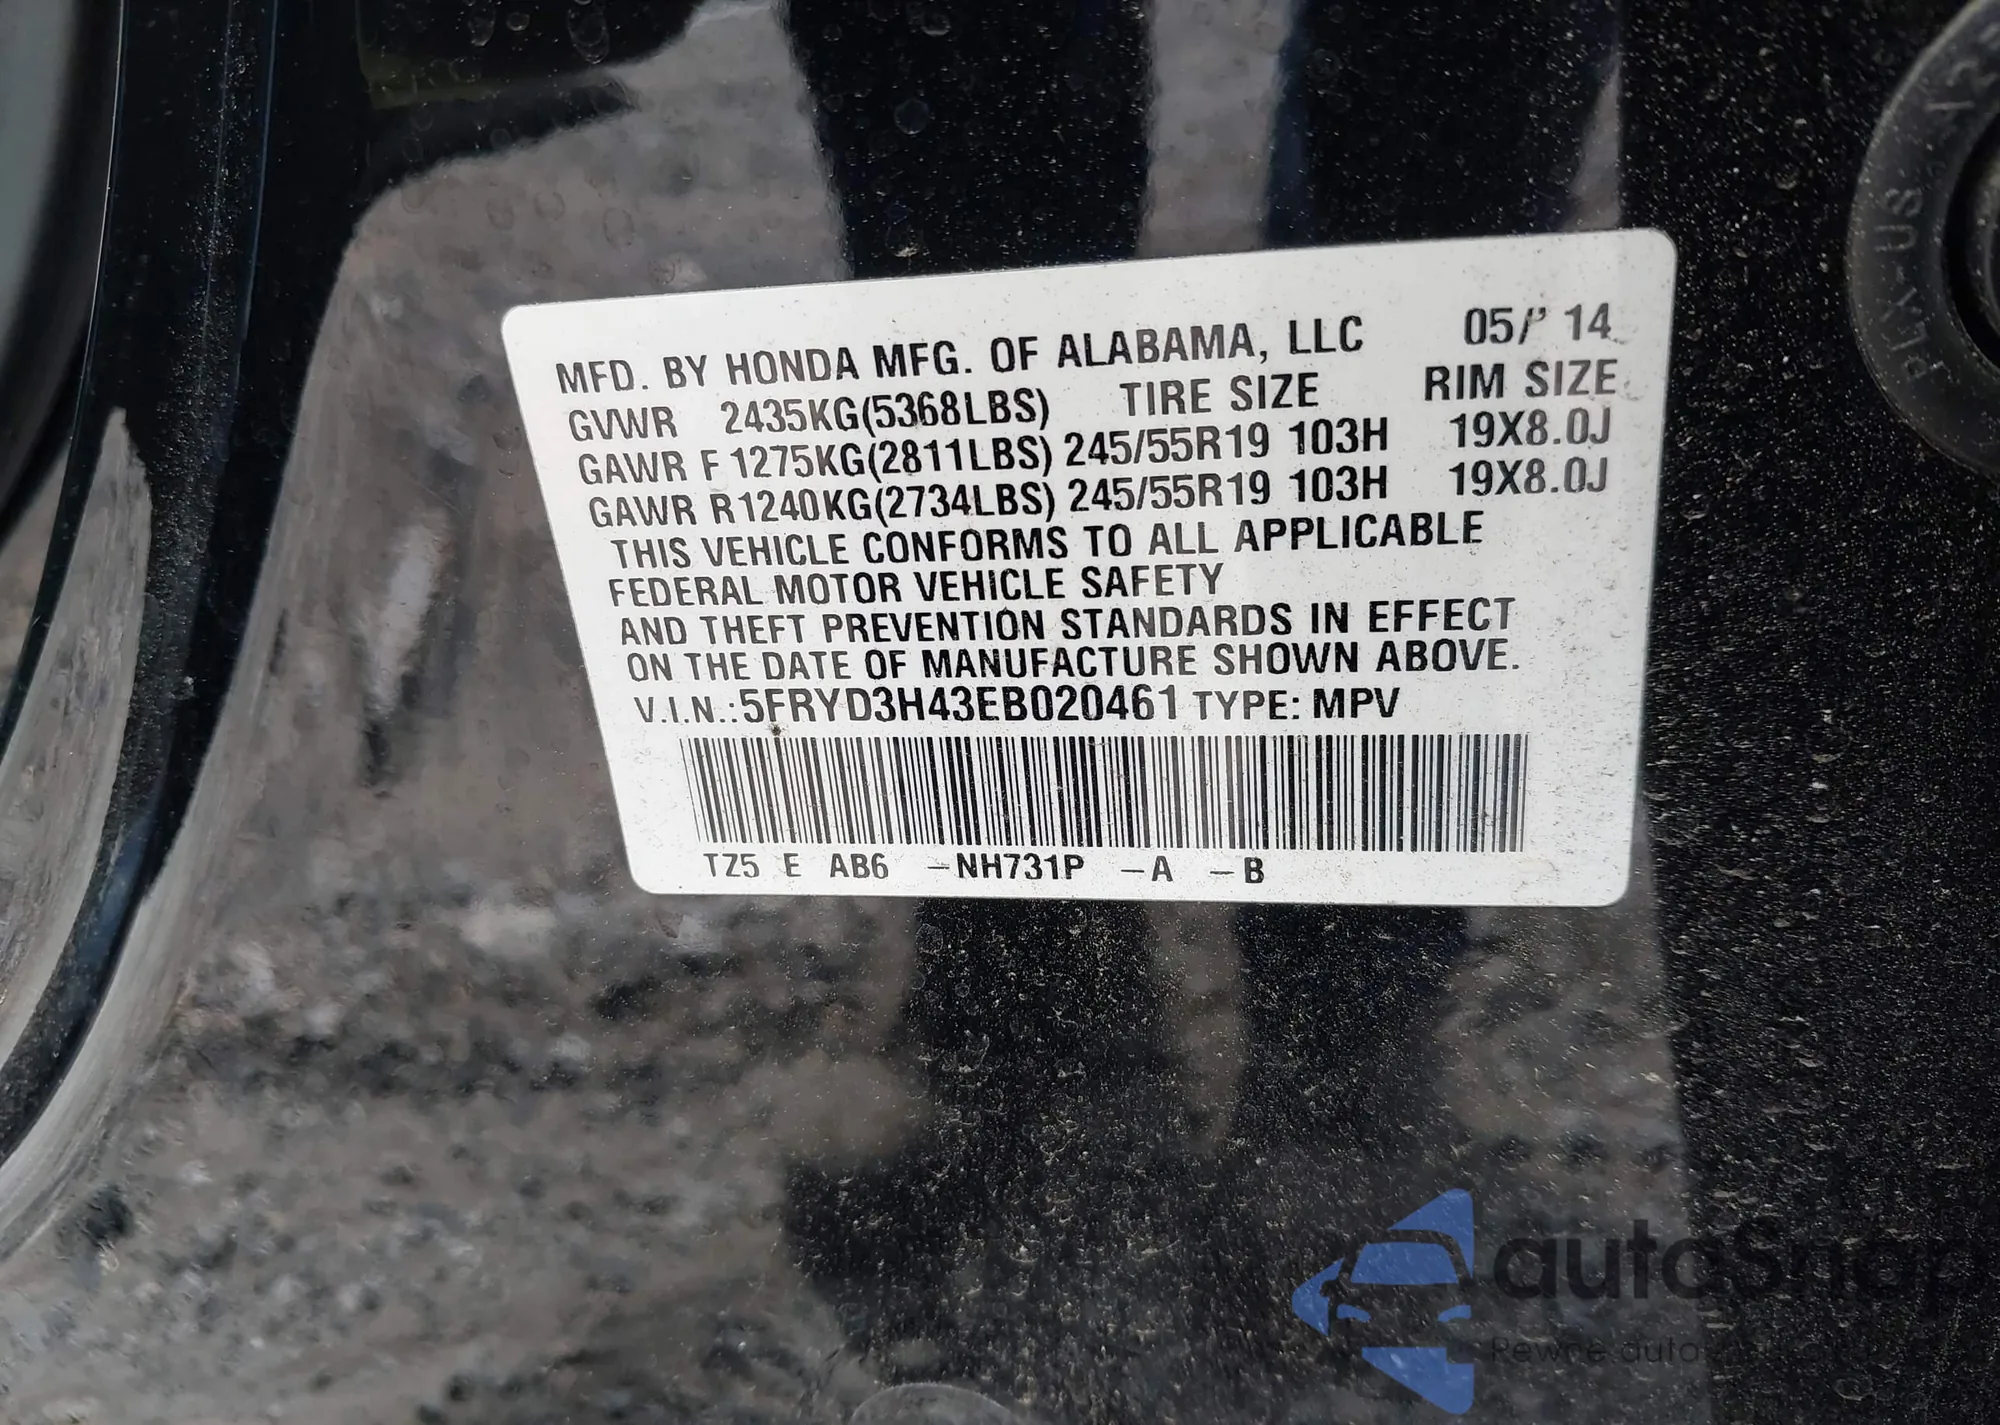 MFD. BY HONDA MFG. OF ALABAMA, LLC 05/' 14
GVWR 2435KG(5368LBS) TIRE SIZE RIM SIZE
GAWR F 1275KG(2811LBS) 245/55R19 103H 19X8.0J
GAWR R1240KG(2734LBS) 245/55R19 103H 19X8.0J
THIS VEHICLE CONFORMS TO ALL APPLICABLE
FEDERAL MOTOR VEHICLE SAFETY
AND THEFT PREVENTION STANDARDS IN EFFECT
ON THE DATE OF MANUFACTURE SHOWN ABOVE.
V.I.N.:5FRYD3H43EB020461 TYPE: MPV
TZ5 E AB6 -NH731P -A -B
autoSnap
Pewne.auto